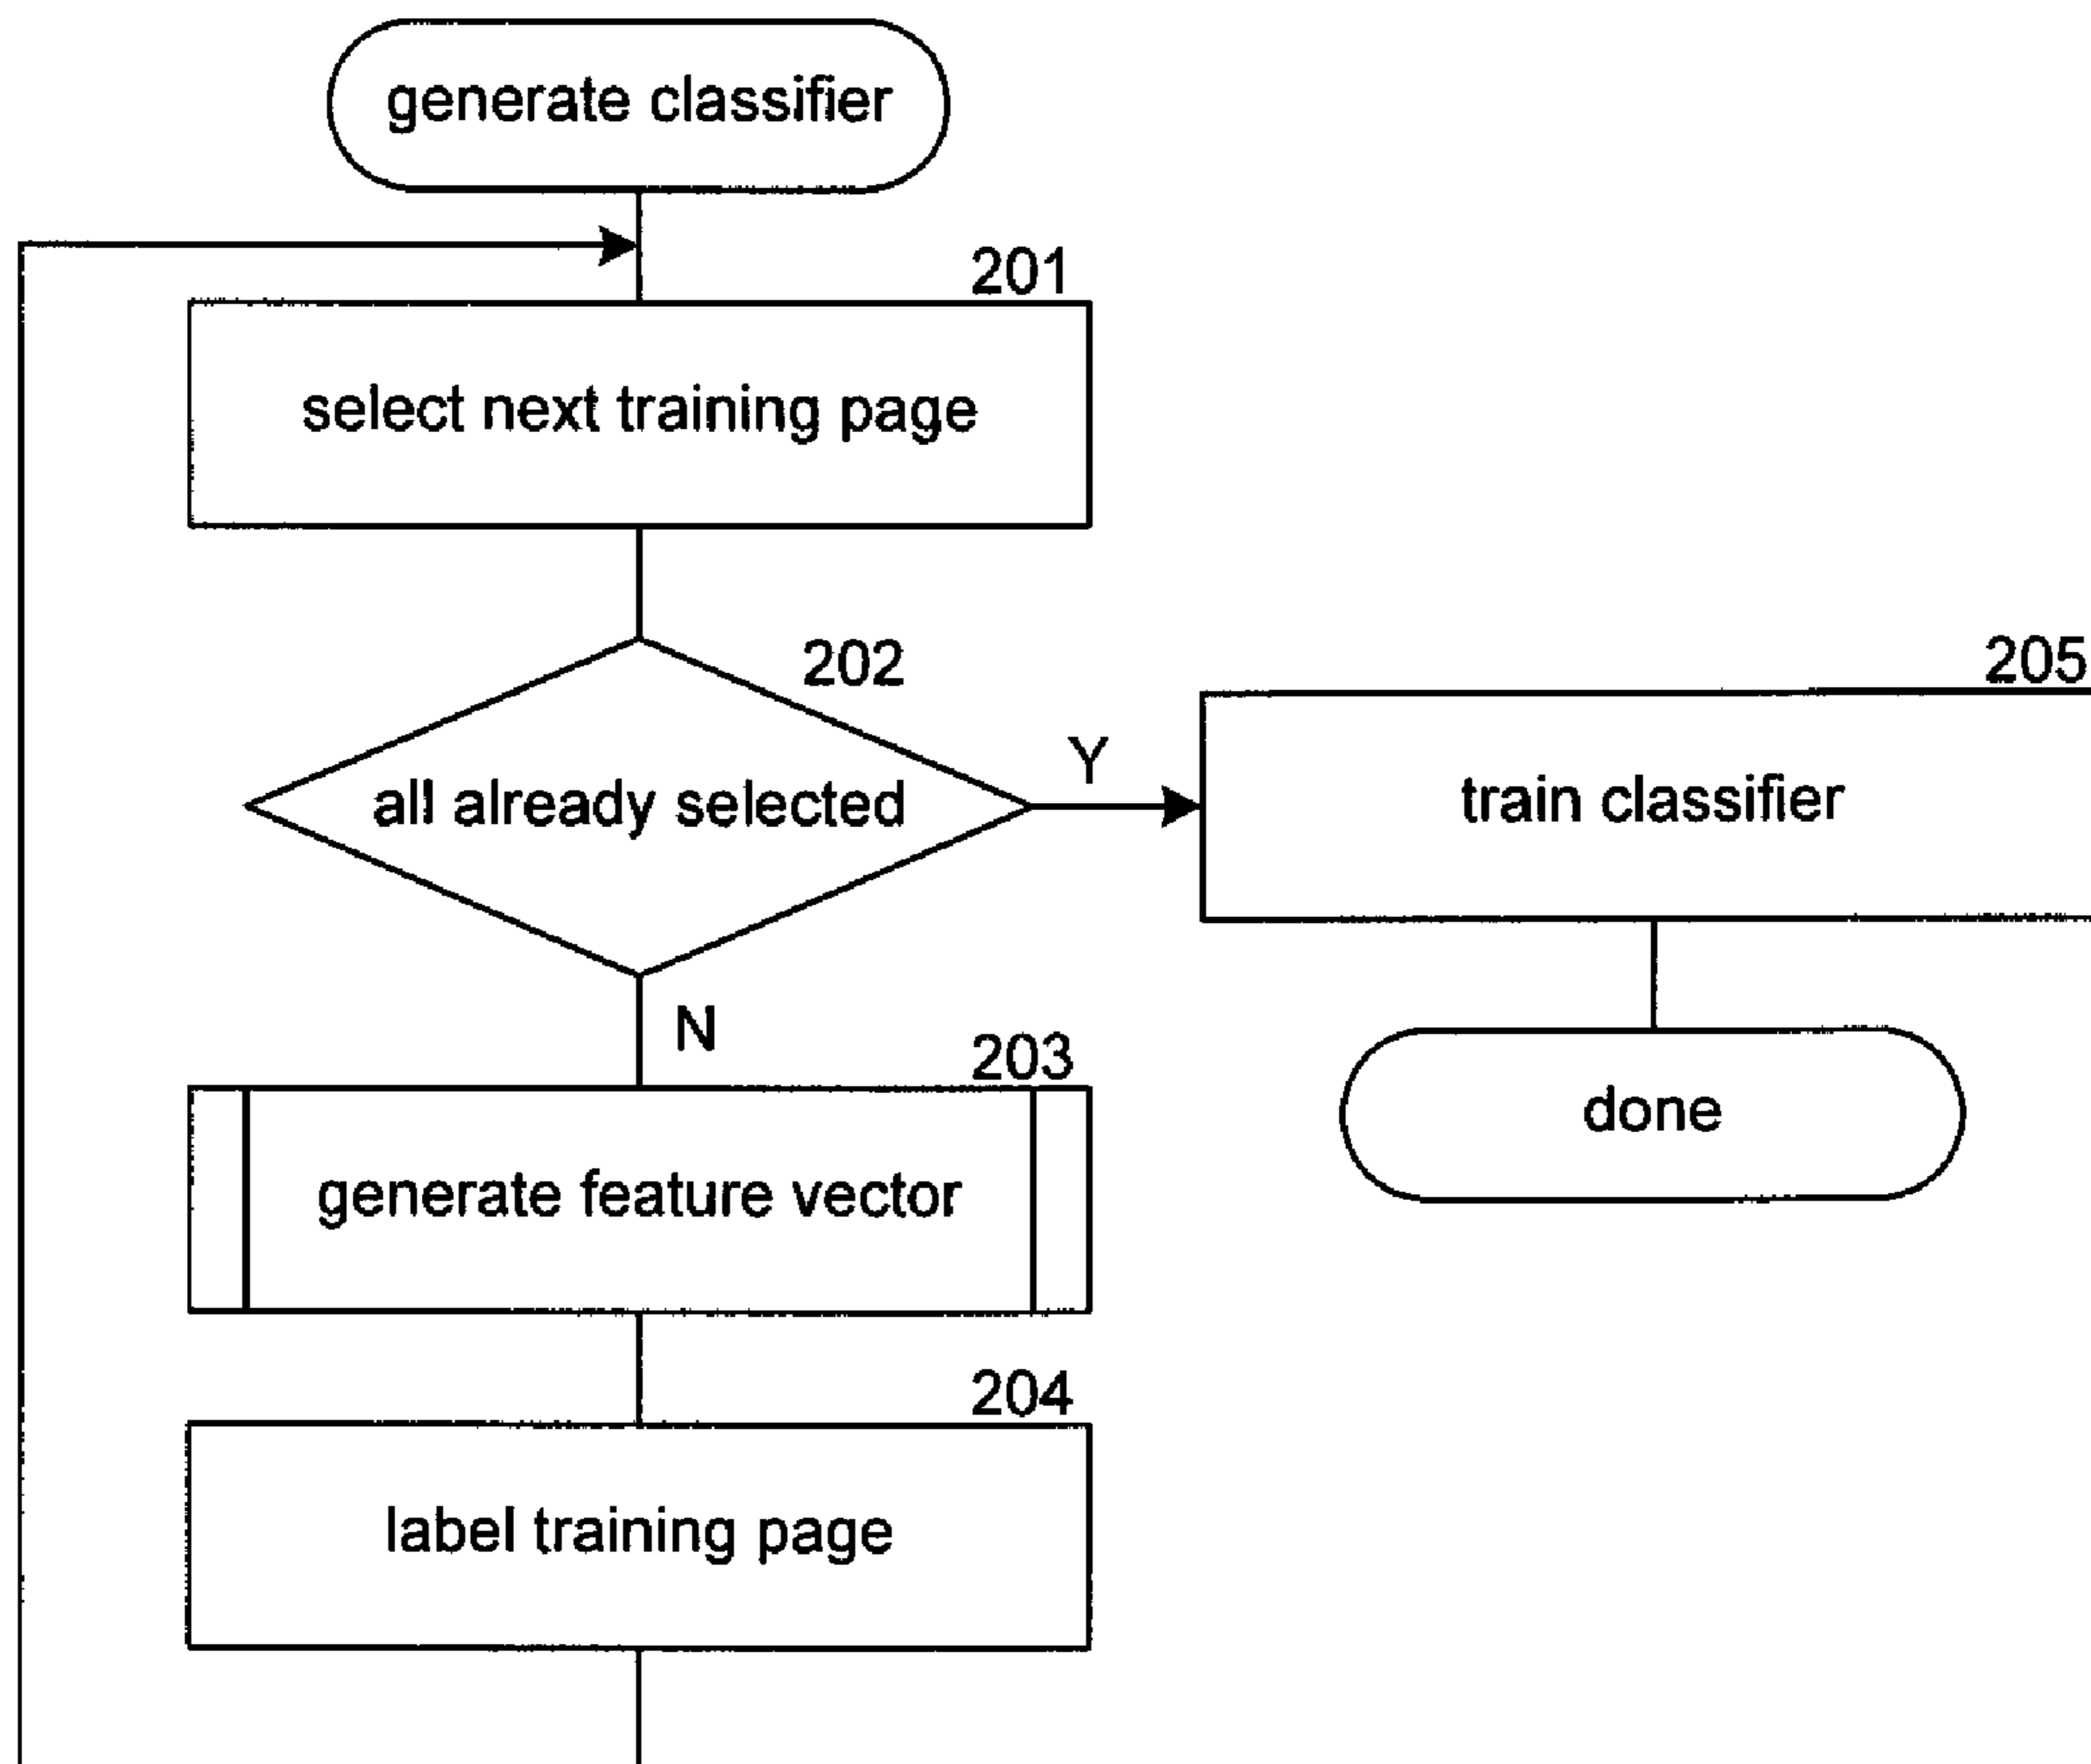 generate classifier
201
select next training page
202
all already selected
Y
205
train classifier
N
203
generate feature vector
done
204
label training page